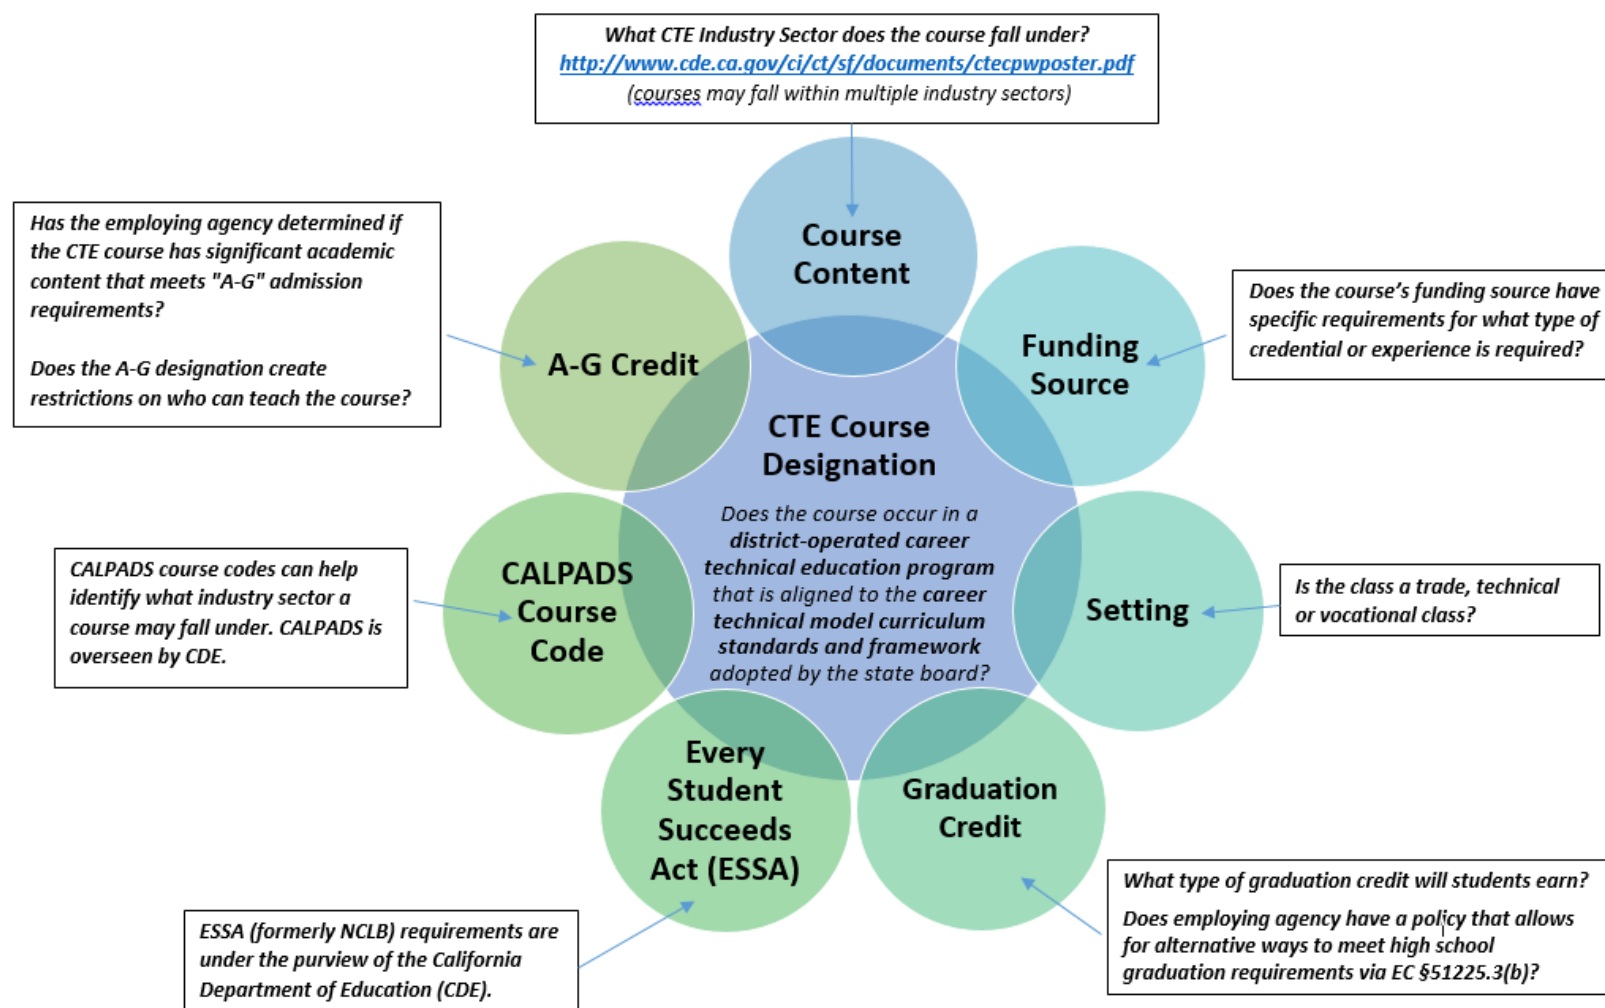 What CTE Industry Sector does the course fall under?
http://www.cde.ca.gov/ci/ct/sf/documents/ctecpwposter.pdf
(courses may fall within multiple industry sectors)
Course
Content
Has the employing agency determined if
the CTE course has significant academic
content that meets "A-G" admission
requirements?
Does the A-G designation create
restrictions on who can teach the course?
A-G Credit
Funding
Source
Does the course’s funding source have
specific requirements for what type of
credential or experience is required?
CTE Course
Designation
Does the course occur in a
district-operated career
technical education program
that is aligned to the career
technical model curriculum
standards and framework
adopted by the state board?
CALPADS course codes can help
identify what industry sector a
course may fall under. CALPADS is
overseen by CDE.
CALPADS
Course
Code
Setting
Is the class a trade, technical
or vocational class?
Every
Student
Succeeds
Act (ESSA)
Graduation
Credit
ESSA (formerly NCLB) requirements are
under the purview of the California
Department of Education (CDE).
What type of graduation credit will students earn?
Does employing agency have a policy that allows
for alternative ways to meet high school
graduation requirements via EC §51225.3(b)?